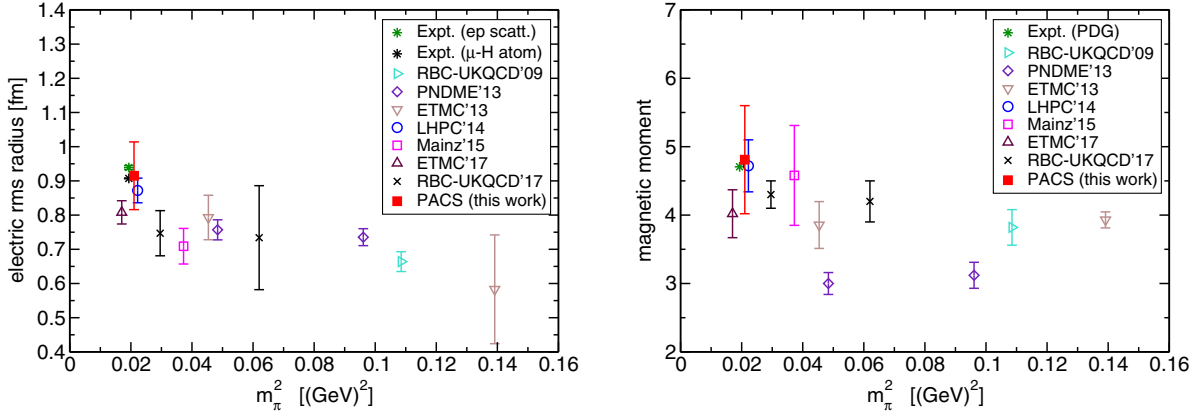 1.4
1.3
1.2
1.1
1
0.9
0.8
0.7
0.6
0.5
0.4
electric rms radius [fm]
0
0.02
0.04
0.06
0.08
0.1
0.12
0.14
0.16
m_π^2 [(GeV)^2]
Expt. (ep scatt.)
Expt. (μ-H atom)
RBC-UKQCD'09
PNDME'13
ETMC'13
LHPC'14
Mainz'15
ETMC'17
RBC-UKQCD'17
PACS (this work)
7
6
5
4
3
2
magnetic moment
0
0.02
0.04
0.06
0.08
0.1
0.12
0.14
0.16
m_π^2 [(GeV)^2]
Expt. (PDG)
RBC-UKQCD'09
PNDME'13
ETMC'13
LHPC'14
Mainz'15
ETMC'17
RBC-UKQCD'17
PACS (this work)